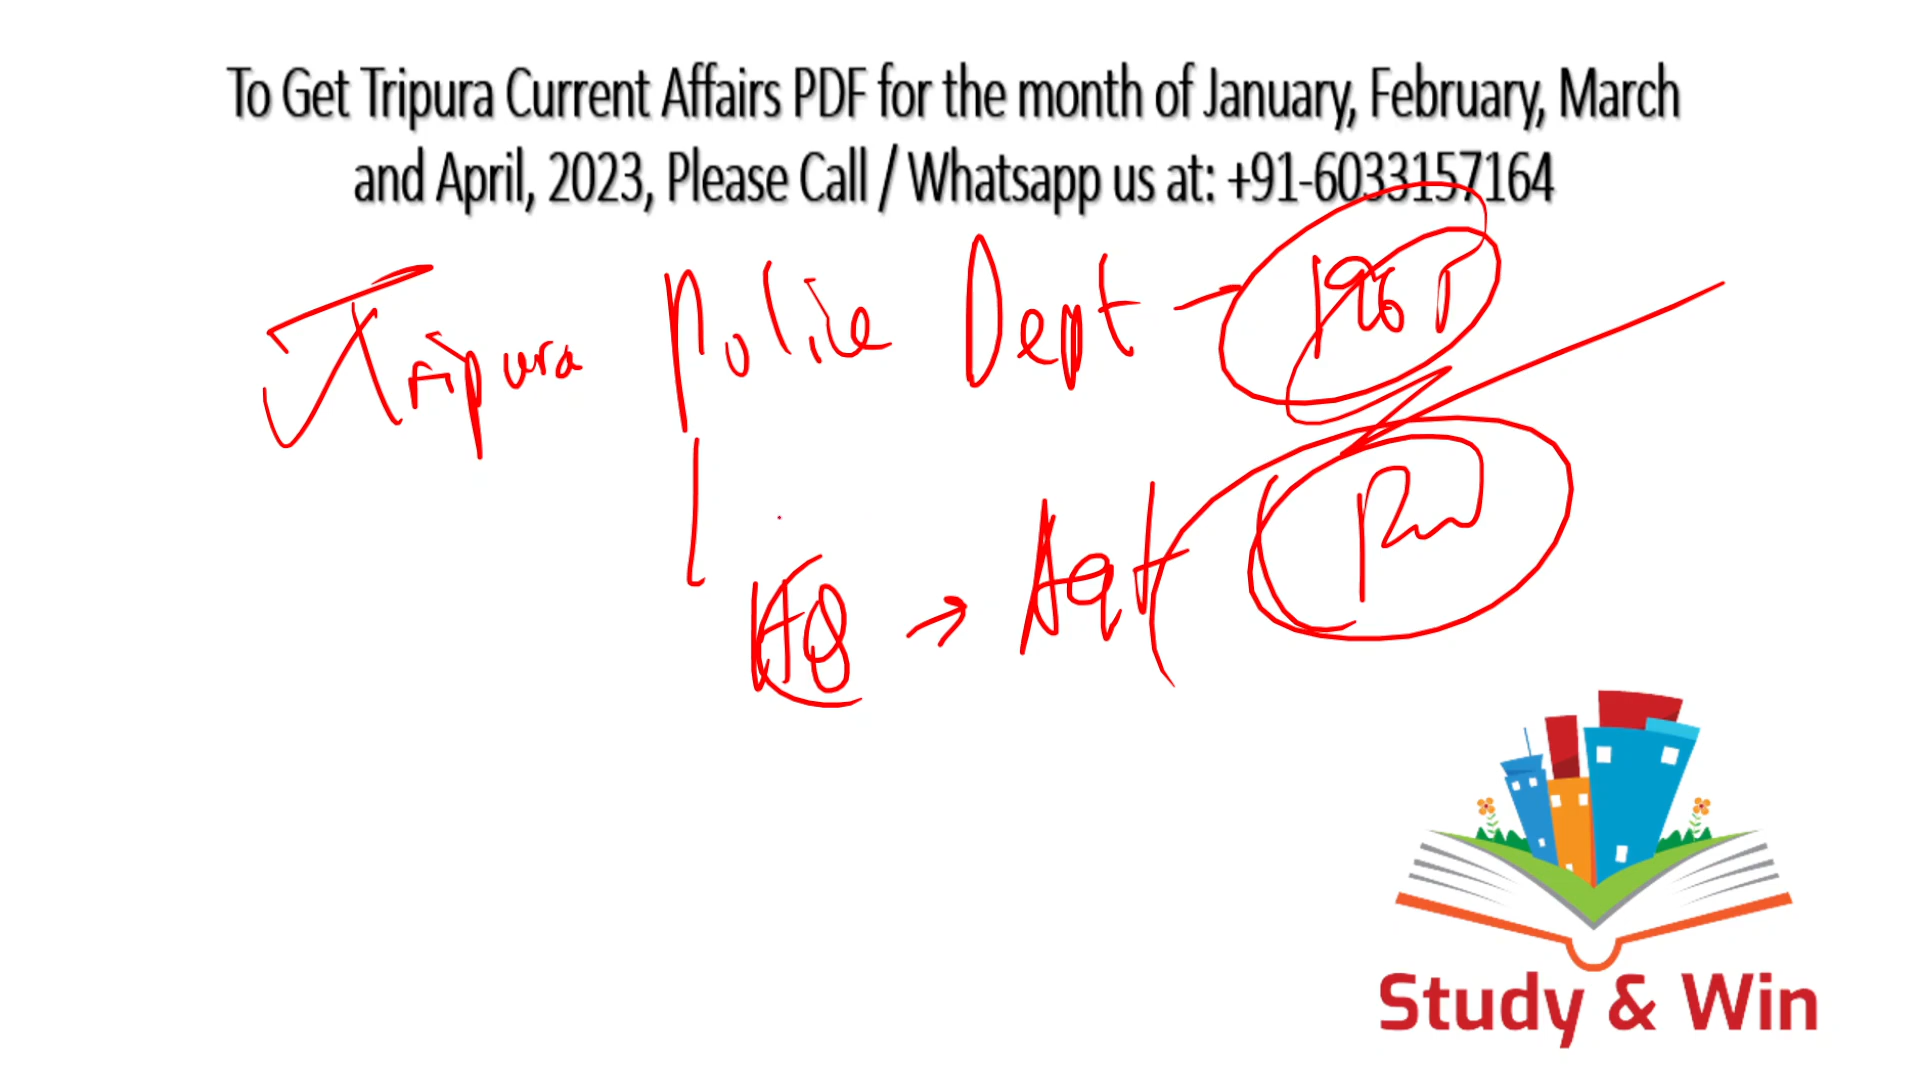 To Get Tripura Current Affairs PDF for the month of January, February, March
and April, 2023, Please Call / Whatsapp us at: +91-6033157164
Tripura Police Dept -
HQ → Agt
Study & Win